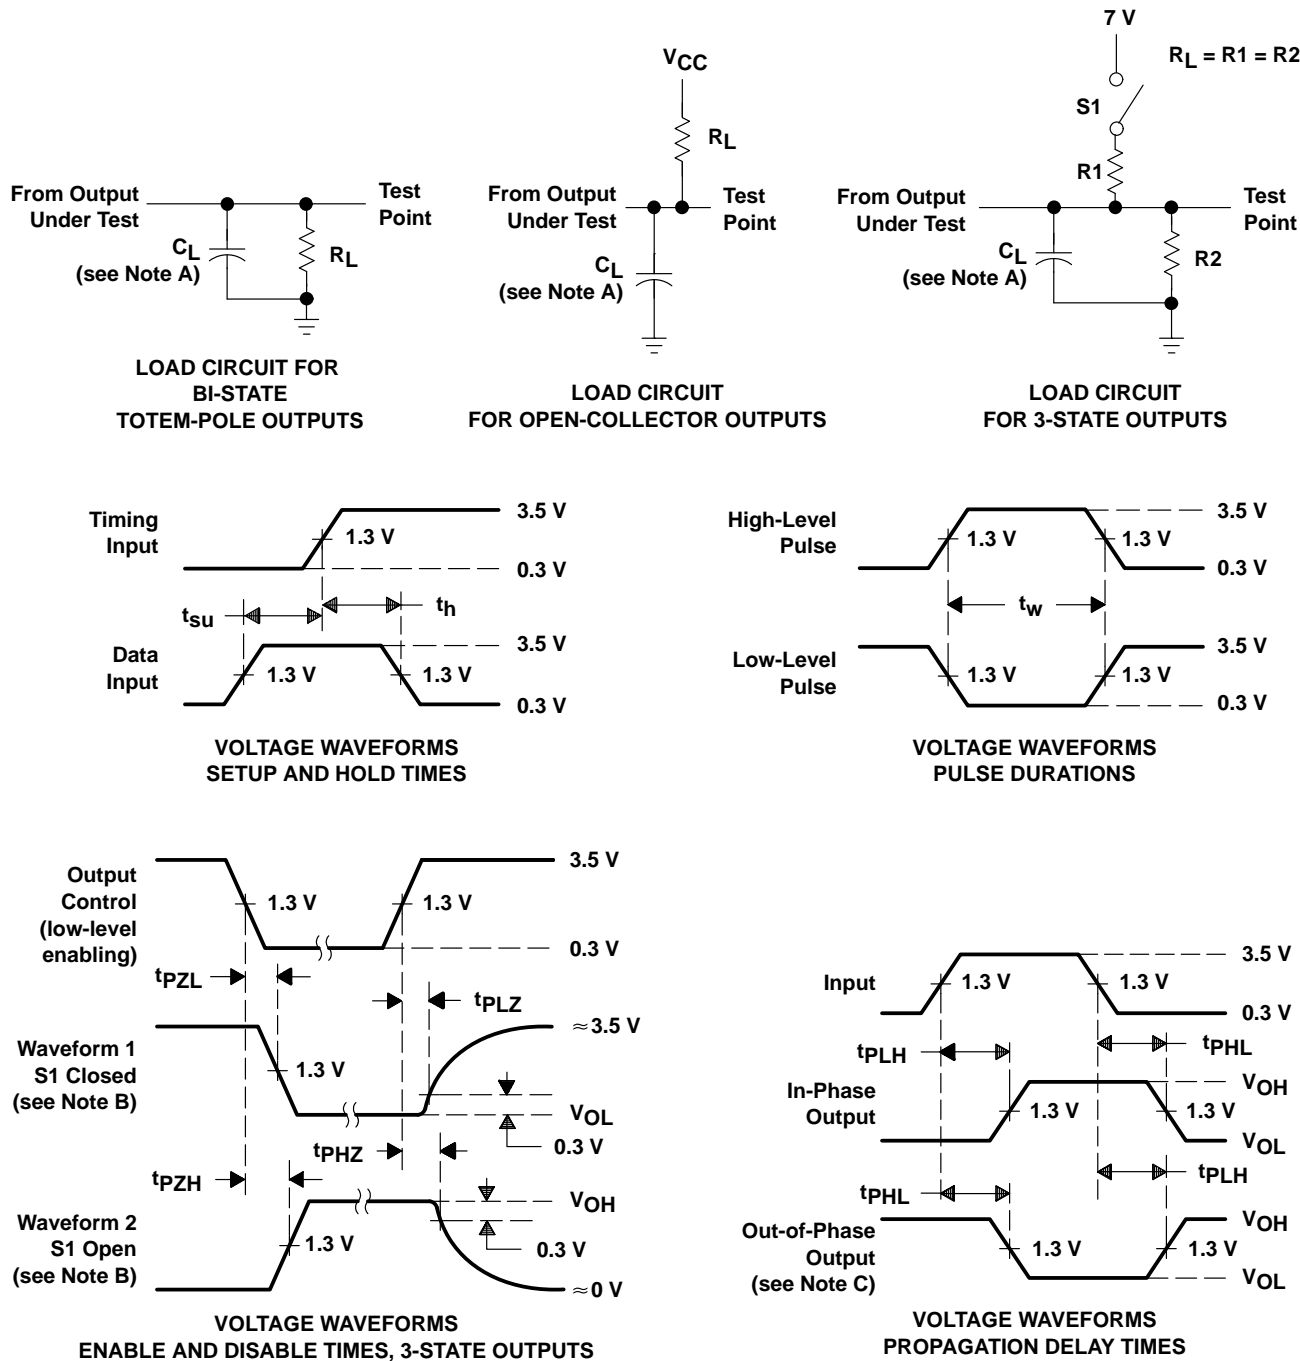 7 V
RL = R1 = R2
VCC
S1
RL
R1
From Output
Under Test
Test
Point
CL
(see Note A)
RL
From Output
Under Test
Test
Point
CL
(see Note A)
From Output
Under Test
Test
Point
CL
(see Note A)
R2
LOAD CIRCUIT FOR
BI-STATE
TOTEM-POLE OUTPUTS
LOAD CIRCUIT
FOR OPEN-COLLECTOR OUTPUTS
LOAD CIRCUIT
FOR 3-STATE OUTPUTS
Timing
Input
1.3 V
3.5 V
0.3 V
tsu
th
Data
Input
1.3 V
1.3 V
3.5 V
0.3 V
VOLTAGE WAVEFORMS
SETUP AND HOLD TIMES
High-Level
Pulse
1.3 V
1.3 V
3.5 V
0.3 V
tw
Low-Level
Pulse
1.3 V
1.3 V
3.5 V
0.3 V
VOLTAGE WAVEFORMS
PULSE DURATIONS
Output
Control
(low-level
enabling)
1.3 V
1.3 V
3.5 V
0.3 V
tPZL
tPLZ
Waveform 1
S1 Closed
(see Note B)
1.3 V
≈3.5 V
VOL
0.3 V
tPHZ
tPZH
Waveform 2
S1 Open
(see Note B)
1.3 V
VOH
0.3 V
≈0 V
VOLTAGE WAVEFORMS
ENABLE AND DISABLE TIMES, 3-STATE OUTPUTS
Input
1.3 V
1.3 V
3.5 V
0.3 V
tPLH
tPHL
In-Phase
Output
1.3 V
1.3 V
VOH
VOL
tPHL
tPLH
Out-of-Phase
Output
(see Note C)
1.3 V
1.3 V
VOH
VOL
VOLTAGE WAVEFORMS
PROPAGATION DELAY TIMES